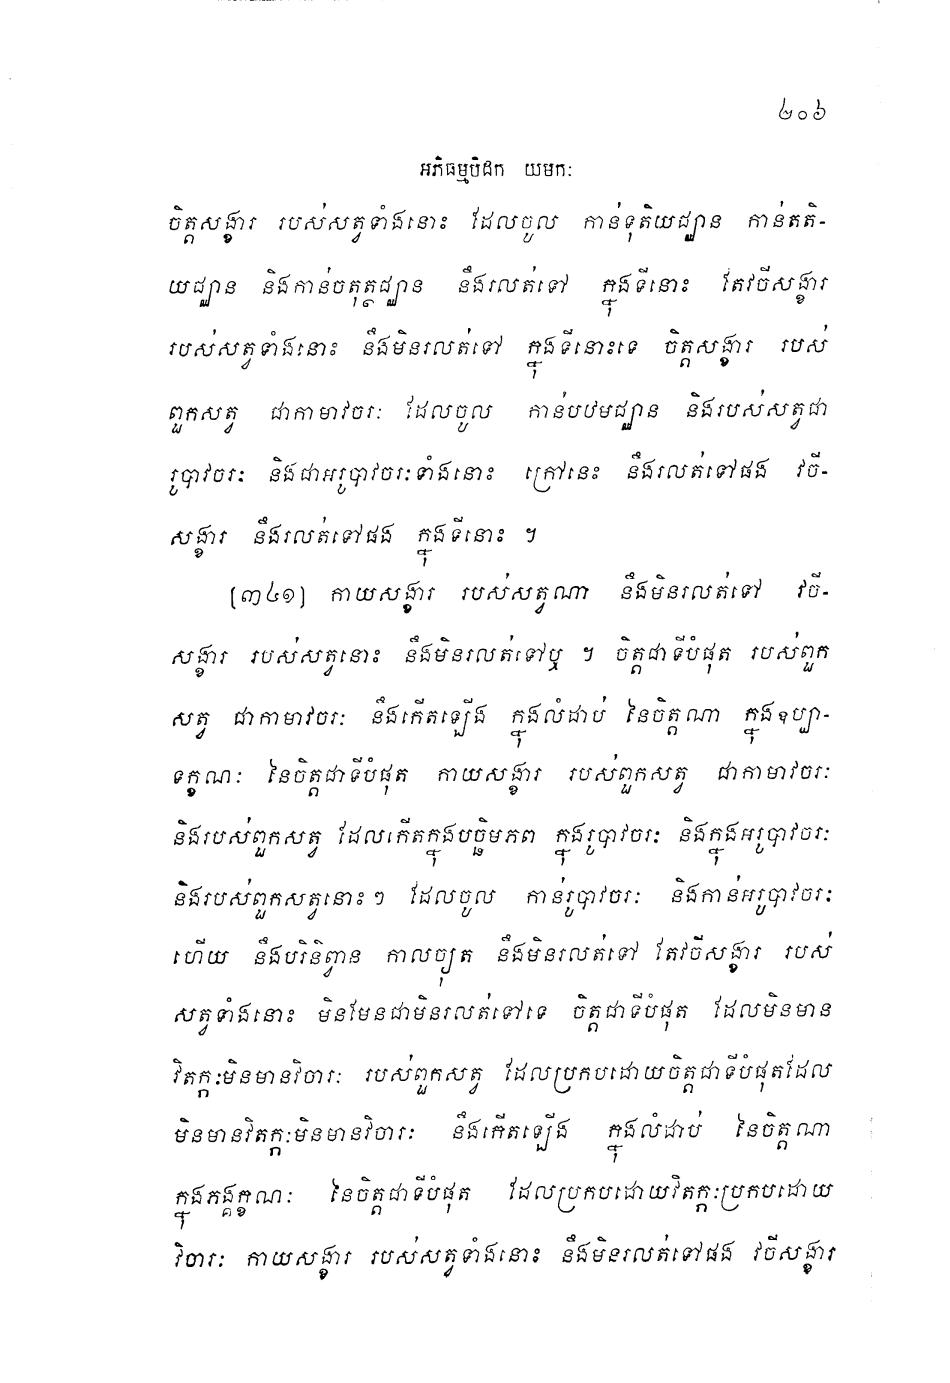 ២០៦
អភិធម្មបិដក យមកៈ
ចិត្តសង្ខារ របស់សត្វទាំងនោះ ដែលចូល កាន់ទុតិយជ្ឈាន កាន់តតិ-
យជ្ឈាន និងកាន់ចតុត្ថជ្ឈាន នឹងរលត់ទៅ ក្នុងទីនោះ តែវចីសង្ខារ
របស់សត្វទាំងនោះ នឹងមិនរលត់ទៅ ក្នុងទីនោះទេ ចិត្តសង្ខារ របស់
ពួកសត្វ ជាកាមាវចរៈ ដែលចូល កាន់បឋមជ្ឈាន និងរបស់សត្វជា
រូបាវចរៈ និងជាអរូបាវចរៈទាំងនោះ ក្រៅនេះ នឹងរលត់ទៅផង វចី-
សង្ខារ នឹងរលត់ទៅផង ក្នុងទីនោះ ។
[៣៤១] កាយសង្ខារ របស់សត្វណា នឹងមិនរលត់ទៅ វចី-
សង្ខារ របស់សត្វនោះ នឹងមិនរលត់ទៅឬ ។ ចិត្តជាទីបំផុត របស់ពួក
សត្វ ជាកាមាវចរៈ នឹងកើតឡើង ក្នុងលំដាប់ នៃចិត្តណា ក្នុងឧប្បា-
ទក្ខណៈ នៃចិត្តជាទីបំផុត កាយសង្ខារ របស់ពួកសត្វ ជាកាមាវចរៈ
និងរបស់ពួកសត្វ ដែលកើតក្នុងបច្ឆិមភព ក្នុងរូបាវចរៈ និងក្នុងអរូបាវចរៈ
និងរបស់ពួកសត្វនោះៗ ដែលចូល កាន់រូបាវចរៈ និងកាន់អរូបាវចរៈ
ហើយ នឹងបរិនិព្វាន កាលច្យុត នឹងមិនរលត់ទៅ តែវចីសង្ខារ របស់
សត្វទាំងនោះ មិនមែនជាមិនរលត់ទៅទេ ចិត្តជាទីបំផុត ដែលមិនមាន
វិតក្កៈមិនមានវិចារៈ របស់ពួកសត្វ ដែលប្រកបដោយចិត្តជាទីបំផុតដែល
មិនមានវិតក្កៈមិនមានវិចារៈ នឹងកើតឡើង ក្នុងលំដាប់ នៃចិត្តណា
ក្នុងភង្គក្ខណៈ នៃចិត្តជាទីបំផុត ដែលប្រកបដោយវិតក្កៈប្រកបដោយ
វិចារៈ កាយសង្ខារ របស់សត្វទាំងនោះ នឹងមិនរលត់ទៅផង វចីសង្ខារ